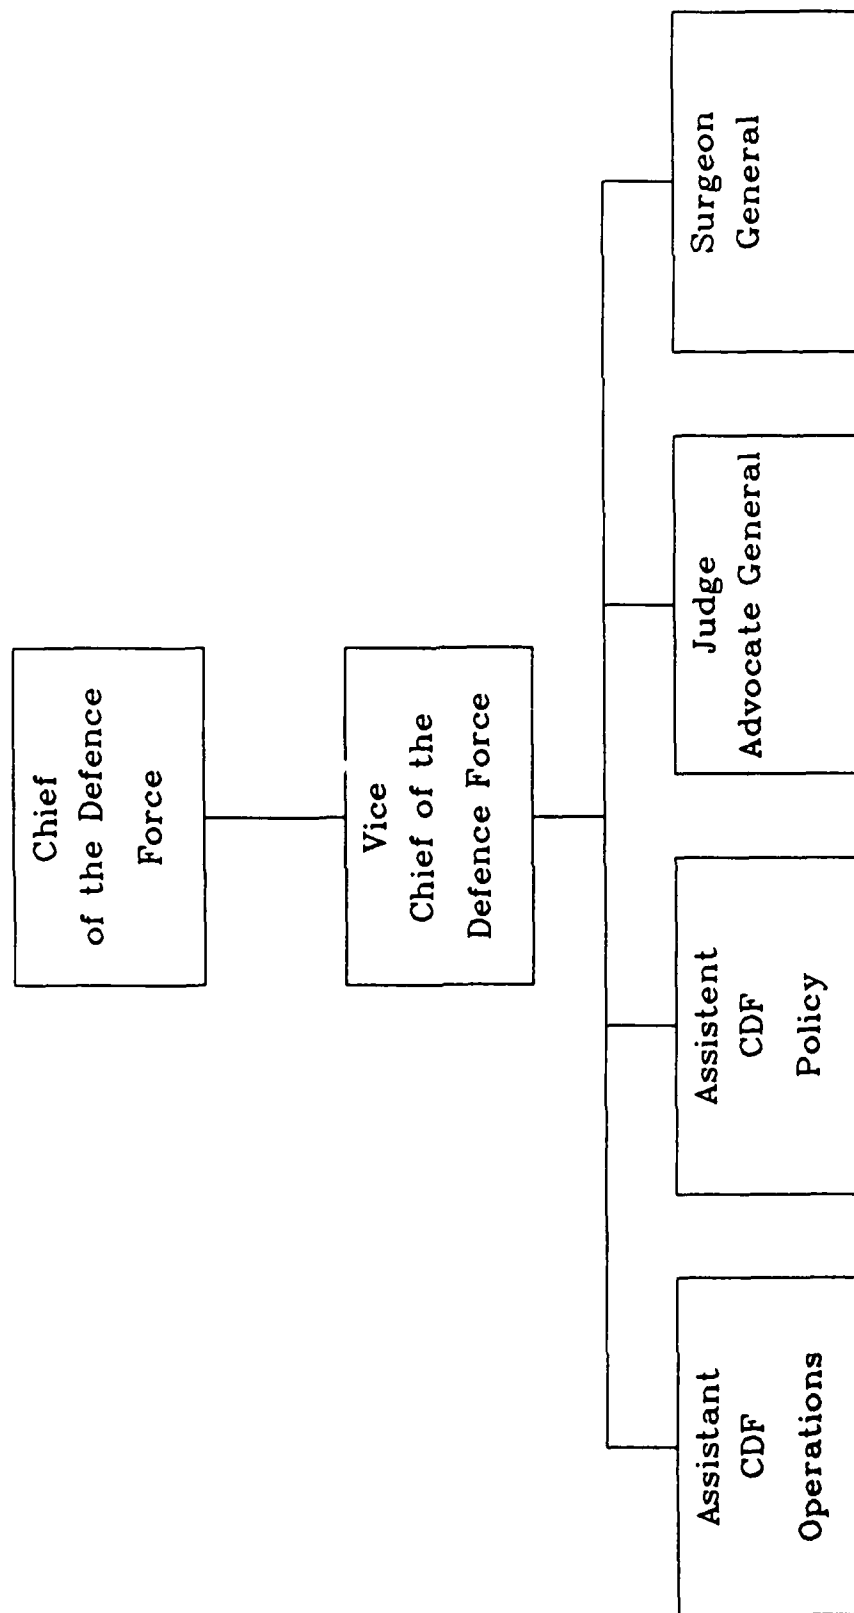 Chief
of the Defence
Force
Vice
Chief of the
Defence Force
Assistant
CDF
Operations
Assistent
CDF
Policy
Judge
Advocate General
Surgeon
General